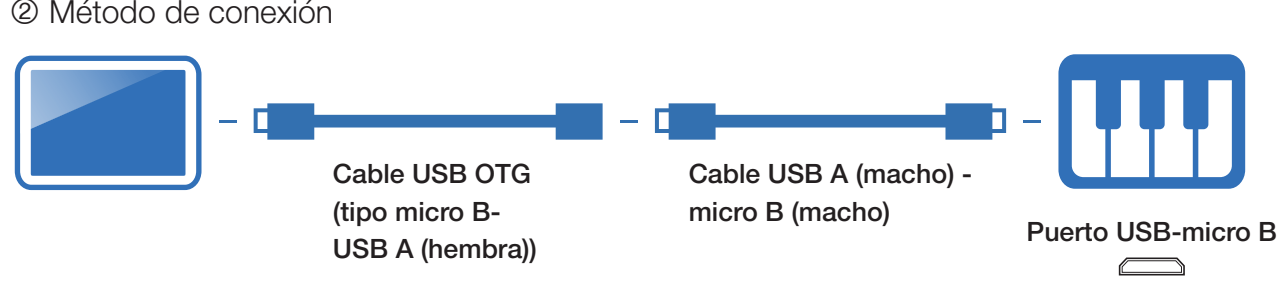 ② Método de conexión
Cable USB OTG
(tipo micro B-
USB A (hembra))
Cable USB A (macho) -
micro B (macho)
Puerto USB-micro B